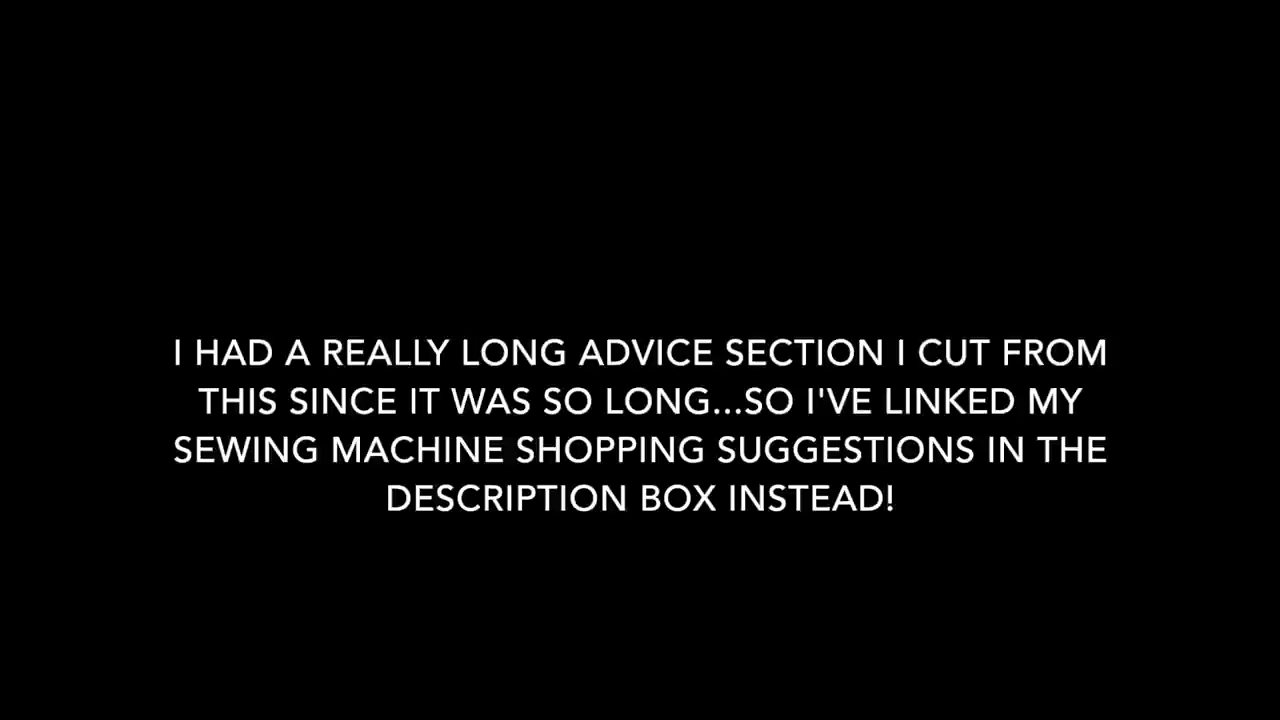 I HAD A REALLY LONG ADVICE SECTION I CUT FROM
THIS SINCE IT WAS SO LONG...SO I'VE LINKED MY
SEWING MACHINE SHOPPING SUGGESTIONS IN THE
DESCRIPTION BOX INSTEAD!